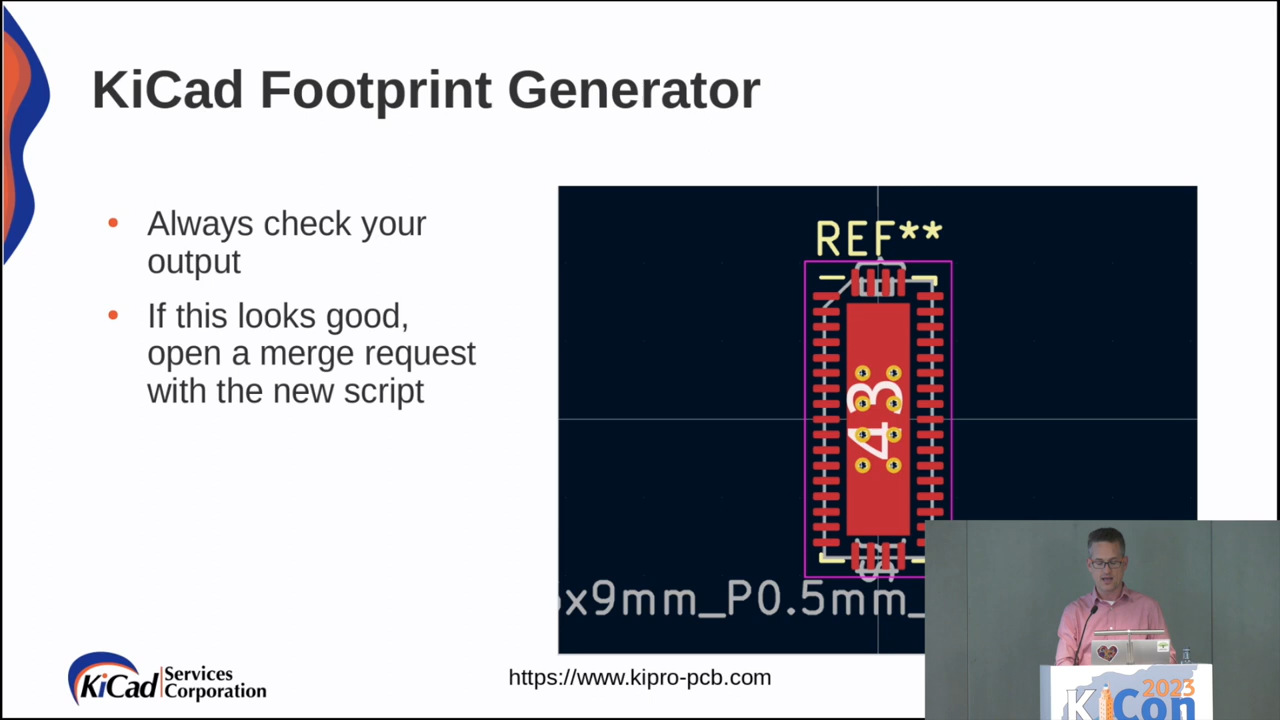 KiCad Footprint Generator
• Always check your
output
• If this looks good,
open a merge request
with the new script
REF**
43
x9mm_P0.5mm_
KiCad Services
Corporation
https://www.kipro-pcb.com
2023
KiCon